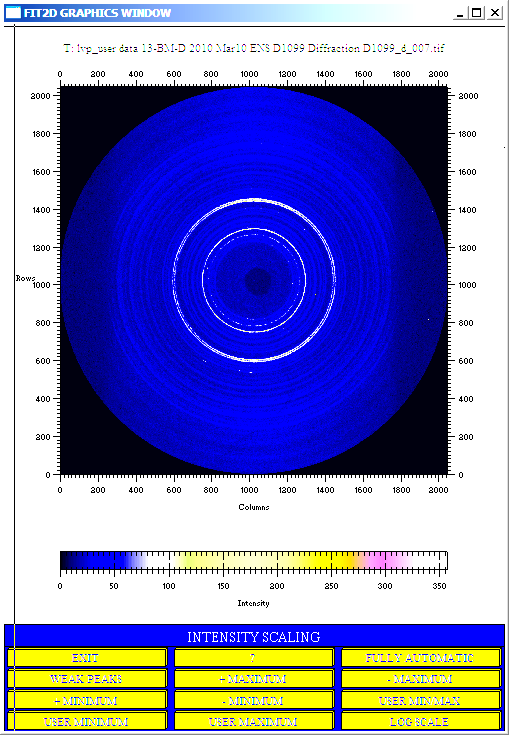 FIT2D GRAPHICS WINDOW
T: lvp_user data 13-BM-D 2010 Mar10 ENS D1099 Diffraction D1099_d_007.tif
0 200 400 600 800 1000 1200 1400 1600 1800 2000
2000 2000
1800 1800
1600 1600
1400 1400
1200 1200
Rows
1000 1000
800 800
600 600
400 400
200 200
0 0
0 200 400 600 800 1000 1200 1400 1600 1800 2000
Columns
0 50 100 150 200 250 300 350
Intensity
INTENSITY SCALING
EXIT ? FULLY AUTOMATIC
WEAK PEAKS + MAXIMUM - MAXIMUM
+ MINIMUM - MINIMUM USER MIN/MAX
USER MINIMUM USER MAXIMUM LOG SCALE